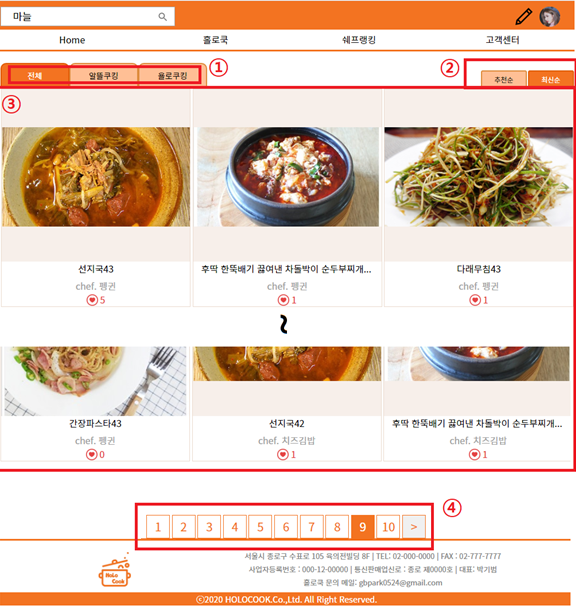 마늘
Home 홀로쿡 쉐프랭킹 고객센터
①
②
전체 알뜰쿠킹 욜로쿠킹
추천순 최신순
③
선지국43 후딱 한뚝배기 끓여낸 차돌박이 순두부찌개... 다래무침43
chef. 펭귄 chef. 펭귄 chef. 펭귄
5 1 1
~
간장파스타43 선지국42 후딱 한뚝배기 끓여낸 차돌박이 순두부찌개...
chef. 펭귄 chef. 치즈김밥 chef. 치즈김밥
0 1 1
④
1 2 3 4 5 6 7 8 9 10 >
서울시 종로구 수표로 105 육의전빌딩 8F | TEL: 02-000-0000 | FAX : 02-777-7777
Holo
Cook
사업자등록번호 : 000-12-00000 | 통신판매업신로 : 종로 제0000호 | 대표: 박기범
홀로쿡 문의 메일: gbpark0524@gmail.com
ⓒ2020 HOLOCOOK.Co.,Ltd. All Right Reserved.